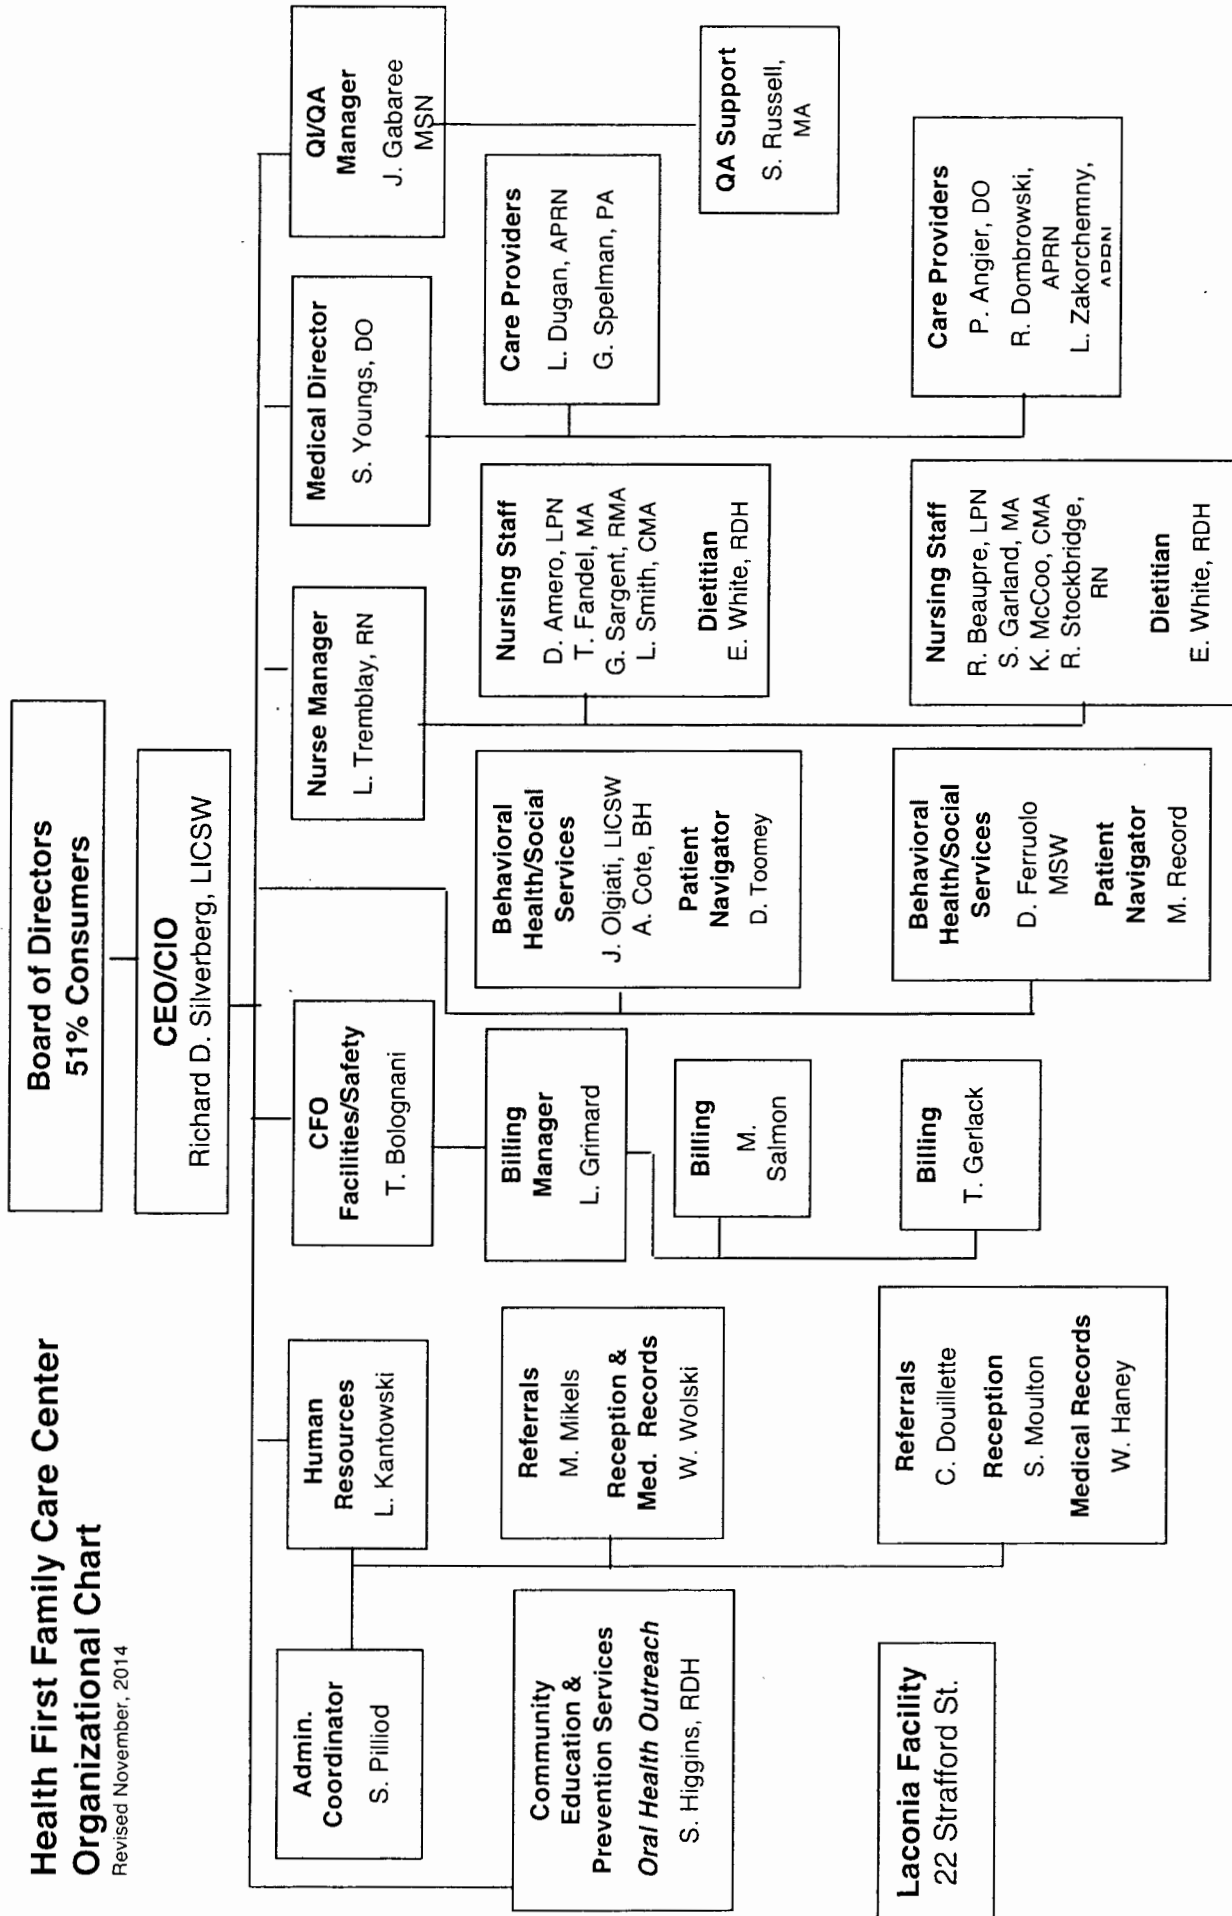 Health First Family Care Center
Organizational Chart
Revised November, 2014
Board of Directors
51% Consumers
CEO/CIO
Richard D. Silverberg, LICSW
Admin.
Coordinator
S. Pilliod
Human
Resources
L. Kantowski
CFO
Facilities/Safety
T. Bolognani
Nurse Manager
L. Tremblay, RN
Medical Director
S. Youngs, DO
QI/QA
Manager
J. Gabaree
MSN
Community
Education &
Prevention Services
Oral Health Outreach
S. Higgins, RDH
Referrals
M. Mikels
Reception &
Med. Records
W. Wolski
Billing
Manager
L. Grimard
Billing
M.
Salmon
Behavioral
Health/Social
Services
J. Olgiati, LICSW
A. Cote, BH
Patient
Navigator
D. Toomey
Nursing Staff
D. Amero, LPN
T. Fandel, MA
G. Sargent, RMA
L. Smith, CMA
Dietitian
E. White, RDH
Care Providers
L. Dugan, APRN
G. Spelman, PA
QA Support
S. Russell,
MA
Laconia Facility
22 Strafford St.
Referrals
C. Douillette
Reception
S. Moulton
Medical Records
W. Haney
Billing
T. Gerlack
Behavioral
Health/Social
Services
D. Ferruolo
MSW
Patient
Navigator
M. Record
Nursing Staff
R. Beaupre, LPN
S. Garland, MA
K. McCoo, CMA
R. Stockbridge,
RN
Dietitian
E. White, RDH
Care Providers
P. Angier, DO
R. Dombrowski,
APRN
L. Zakorchemny,
APRN